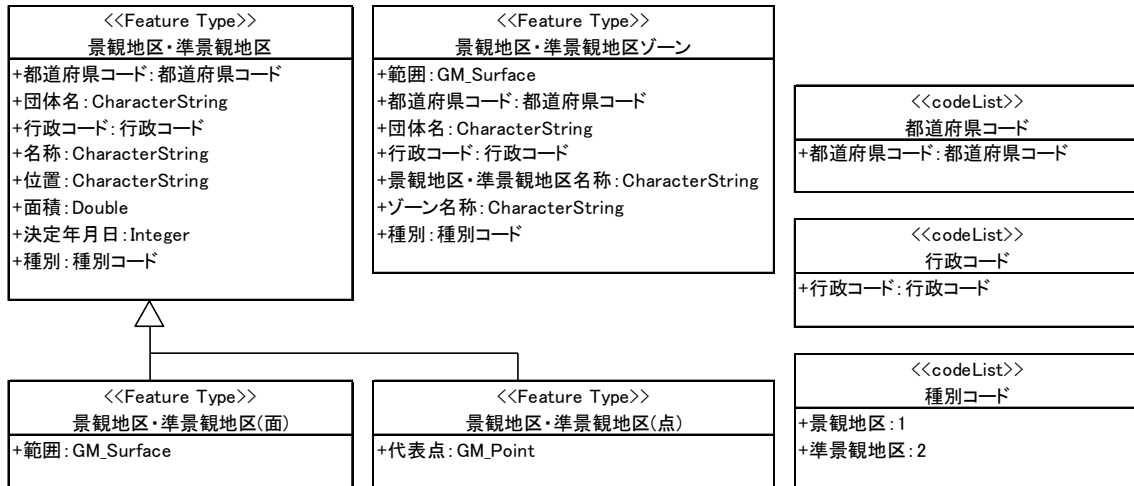 <<Feature Type>>
景観地区・準景観地区
+都道府県コード:都道府県コード
+団体名:CharacterString
+行政コード:行政コード
+名称:CharacterString
+位置:CharacterString
+面積:Double
+決定年月日:Integer
+種別:種別コード
<<Feature Type>>
景観地区・準景観地区ゾーン
+範囲:GM_Surface
+都道府県コード:都道府県コード
+団体名:CharacterString
+行政コード:行政コード
+景観地区・準景観地区名称:CharacterString
+ゾーン名称:CharacterString
+種別:種別コード
<<codeList>>
都道府県コード
+都道府県コード:都道府県コード
<<codeList>>
行政コード
+行政コード:行政コード
<<Feature Type>>
景観地区・準景観地区(面)
+範囲:GM_Surface
<<Feature Type>>
景観地区・準景観地区(点)
+代表点:GM_Point
<<codeList>>
種別コード
+景観地区:1
+準景観地区:2